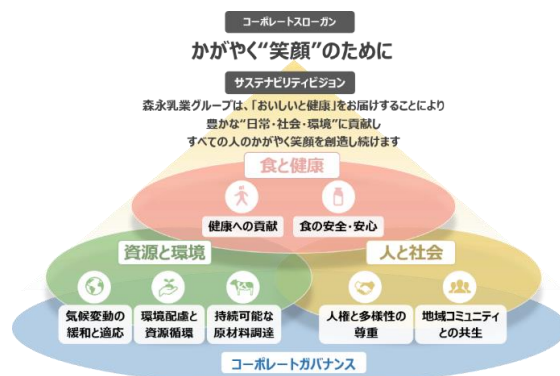 コーポレートスローガン
かがやく“笑顔”のために
サステナビリティビジョン
森永乳業グループは、「おいしいと健康」をお届けすることにより
豊かな“日常・社会・環境”に貢献し
すべての人のかがやく笑顔を創造し続けます
食と健康
健康への貢献
食の安全・安心
資源と環境
人と社会
気候変動の
緩和と適応
環境配慮と
資源循環
持続可能な
原材料調達
人権と多様性の
尊重
地域コミュニティ
との共生
コーポレートガバナンス